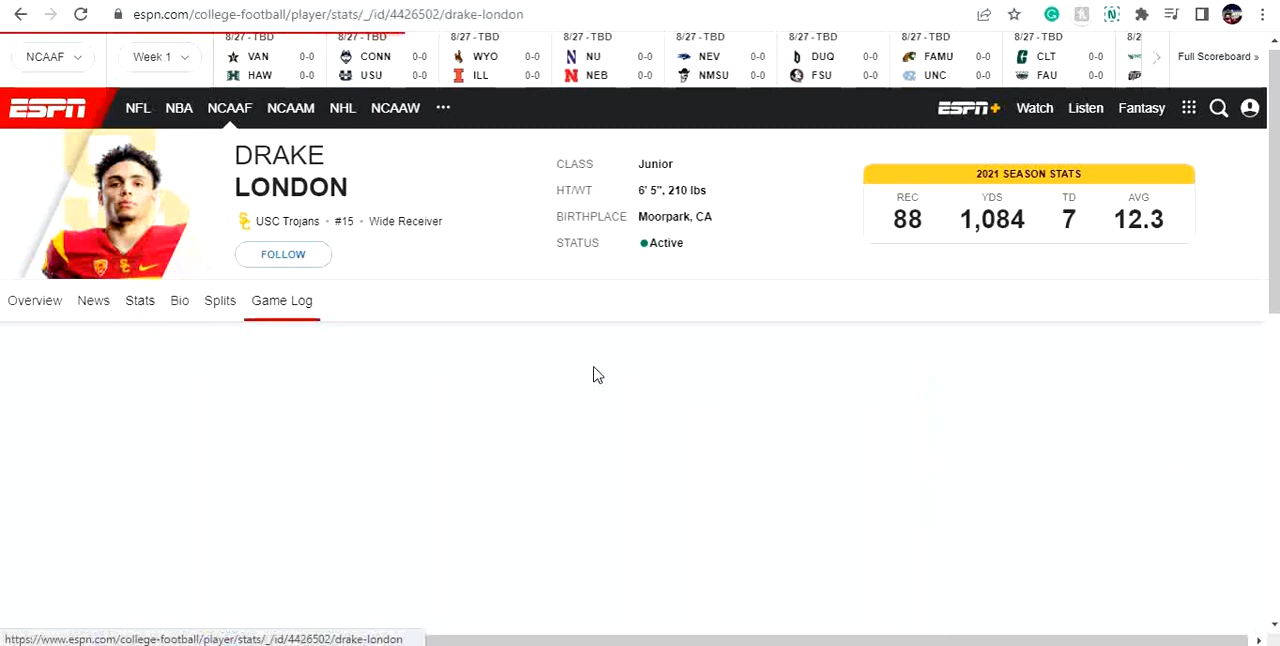 espn.com/college-football/player/stats/_/id/4426502/drake-london
8/27 - TBD 8/27 - TBD 8/27 - TBD 8/27 - TBD 8/27 - TBD 8/27 - TBD 8/27 - TBD 8/27 - TBD 8/2
NCAAF Week 1 VAN 0-0 CONN 0-0 WYO 0-0 NU 0-0 NEV 0-0 DUQ 0-0 FAMU 0-0 CLT 0-0 Full Scoreboard »
HAW 0-0 USU 0-0 ILL 0-0 NEB 0-0 NMSU 0-0 FSU 0-0 UNC 0-0 FAU 0-0
ESPN NFL NBA NCAAF NCAAM NHL NCAAW ••• ESPN+ Watch Listen Fantasy
DRAKE
LONDON
USC Trojans • #15 • Wide Receiver
FOLLOW
CLASS Junior
HT/WT 6' 5", 210 lbs
BIRTHPLACE Moorpark, CA
STATUS Active
2021 SEASON STATS
REC YDS TD AVG
88 1,084 7 12.3
Overview News Stats Bio Splits Game Log
https://www.espn.com/college-football/player/stats/_/id/4426502/drake-london